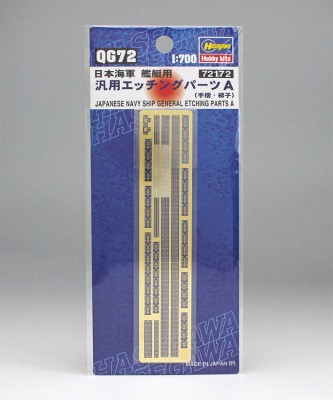 QG72
1:700
Hasegawa
Hobby kits
日本海軍 艦艇用
72172
汎用エッチングパーツA
(手摺・梯子)
JAPANESE NAVY SHIP GENERAL ETCHING PARTS A
HASEGAWA
HASEGAWA
MADE IN JAPAN (P)